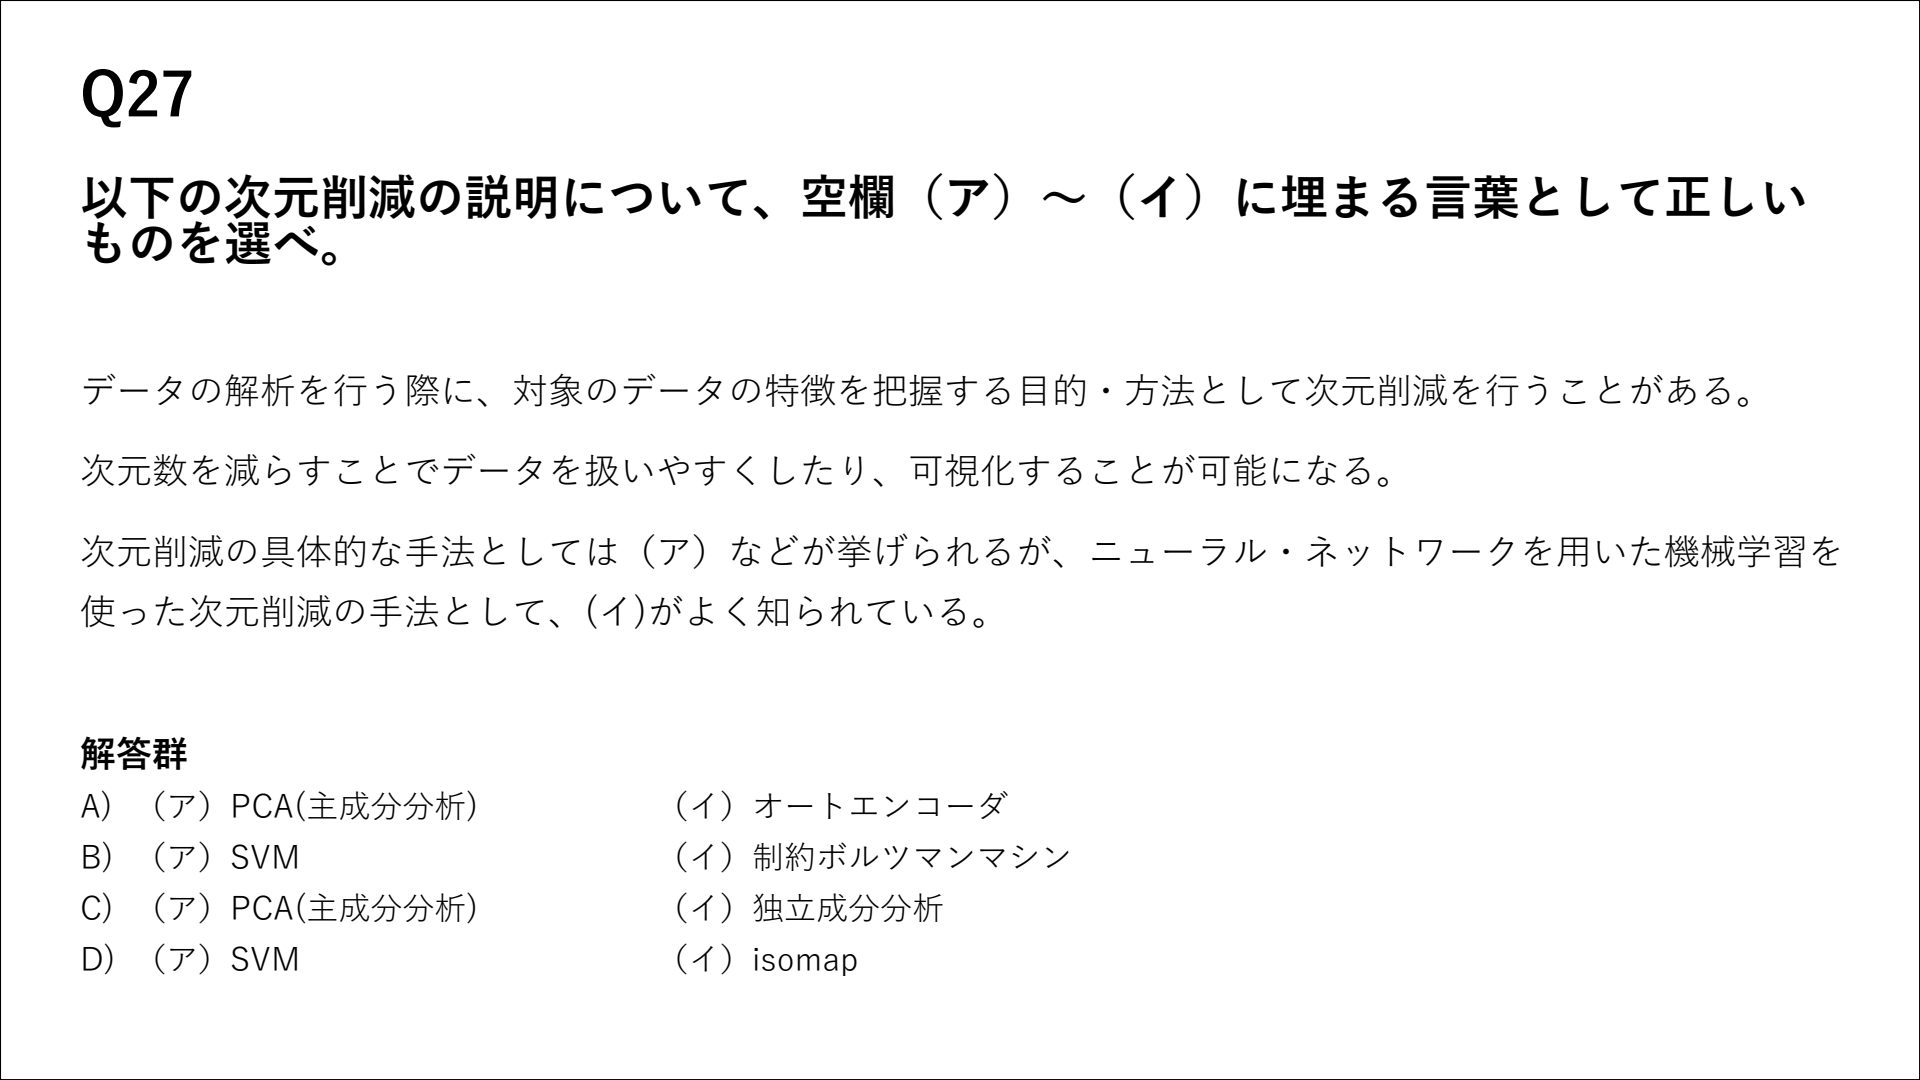 Q27
以下の次元削減の説明について、空欄（ア）～（イ）に埋まる言葉として正しい
ものを選べ。
データの解析を行う際に、対象のデータの特徴を把握する目的・方法として次元削減を行うことがある。
次元数を減らすことでデータを扱いやすくしたり、可視化することが可能になる。
次元削減の具体的な手法としては（ア）などが挙げられるが、ニューラル・ネットワークを用いた機械学習を
使った次元削減の手法として、(イ)がよく知られている。
解答群
A) （ア）PCA(主成分分析) （イ）オートエンコーダ
B) （ア）SVM （イ）制約ボルツマンマシン
C) （ア）PCA(主成分分析) （イ）独立成分分析
D) （ア）SVM （イ）isomap